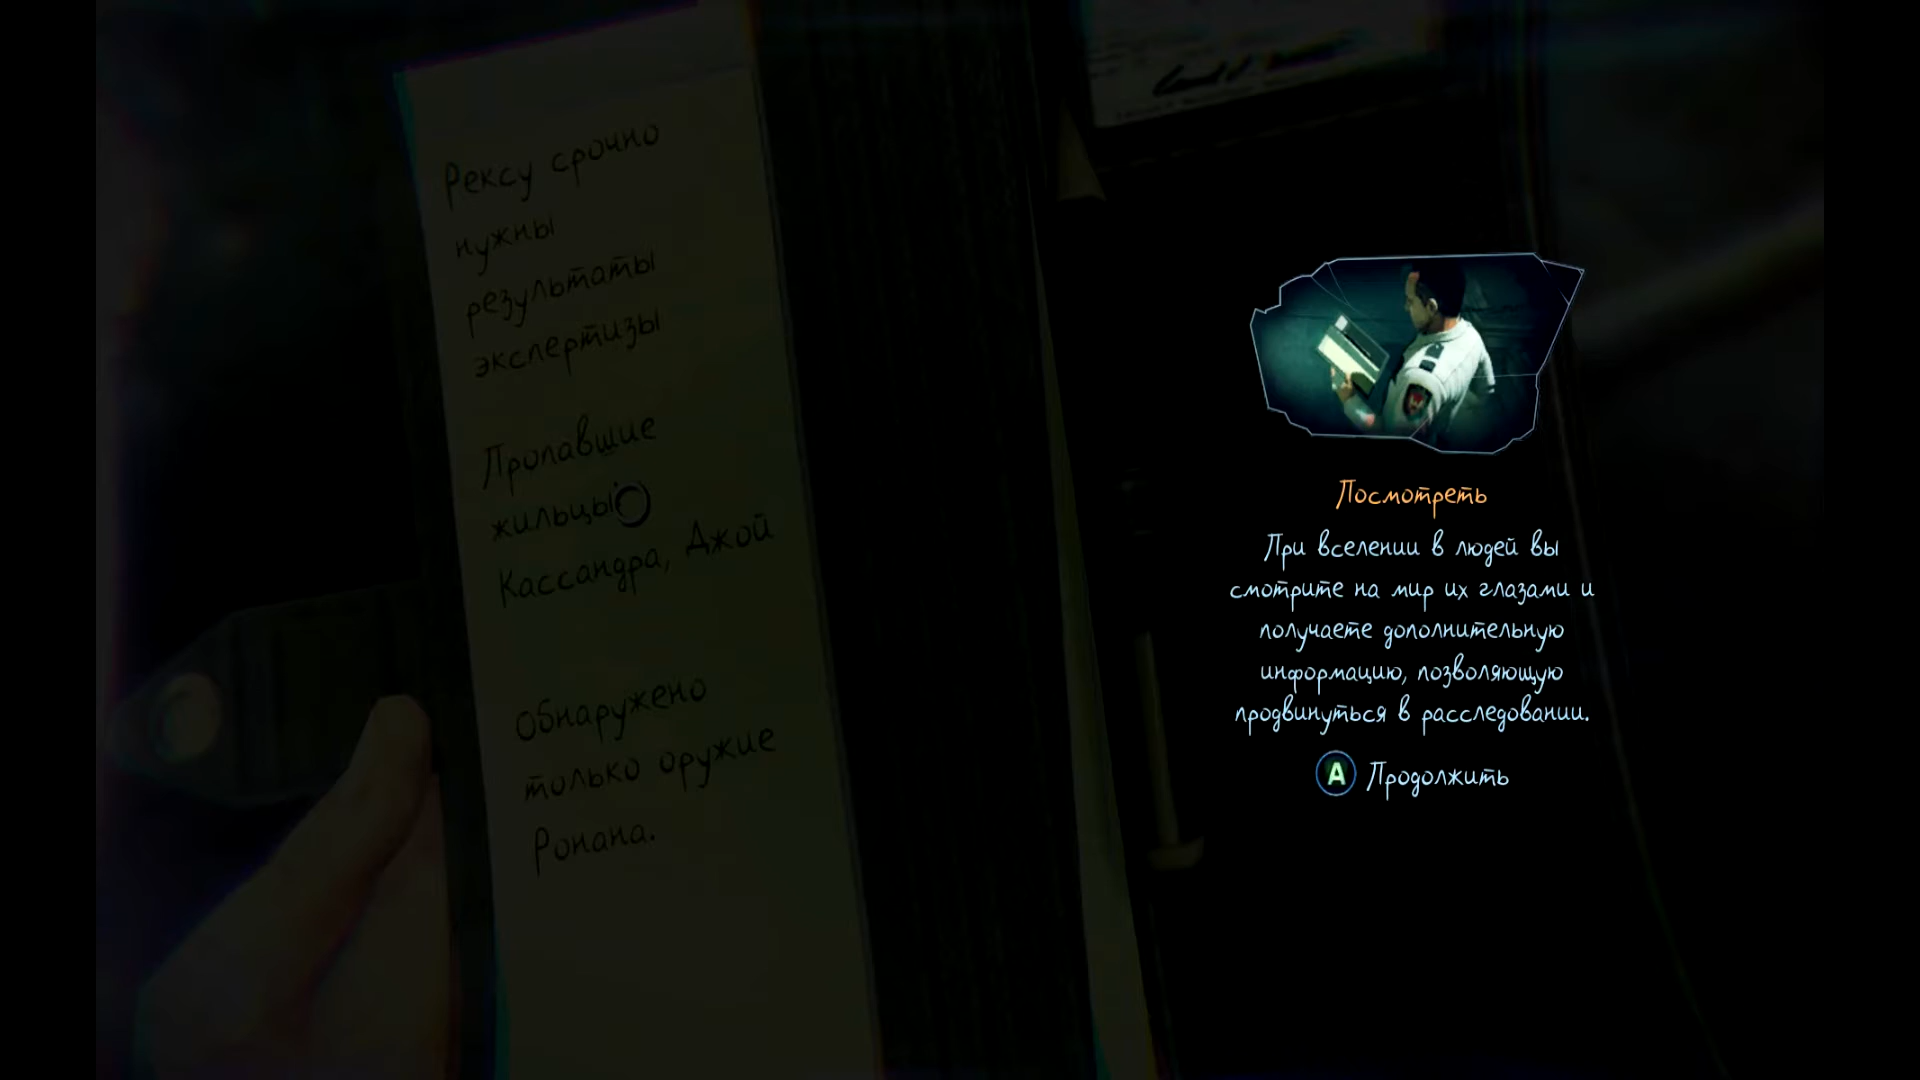 Рексу срочно
нужны
результаты
экспертизы
Пропавшие
жильцы
Кассандра, Джой
Обнаружено
только оружие
Ронана.
Посмотреть
При вселении в людей вы
смотрите на мир их глазами и
получаете дополнительную
информацию, позволяющую
продвинуться в расследовании.
A Продолжить